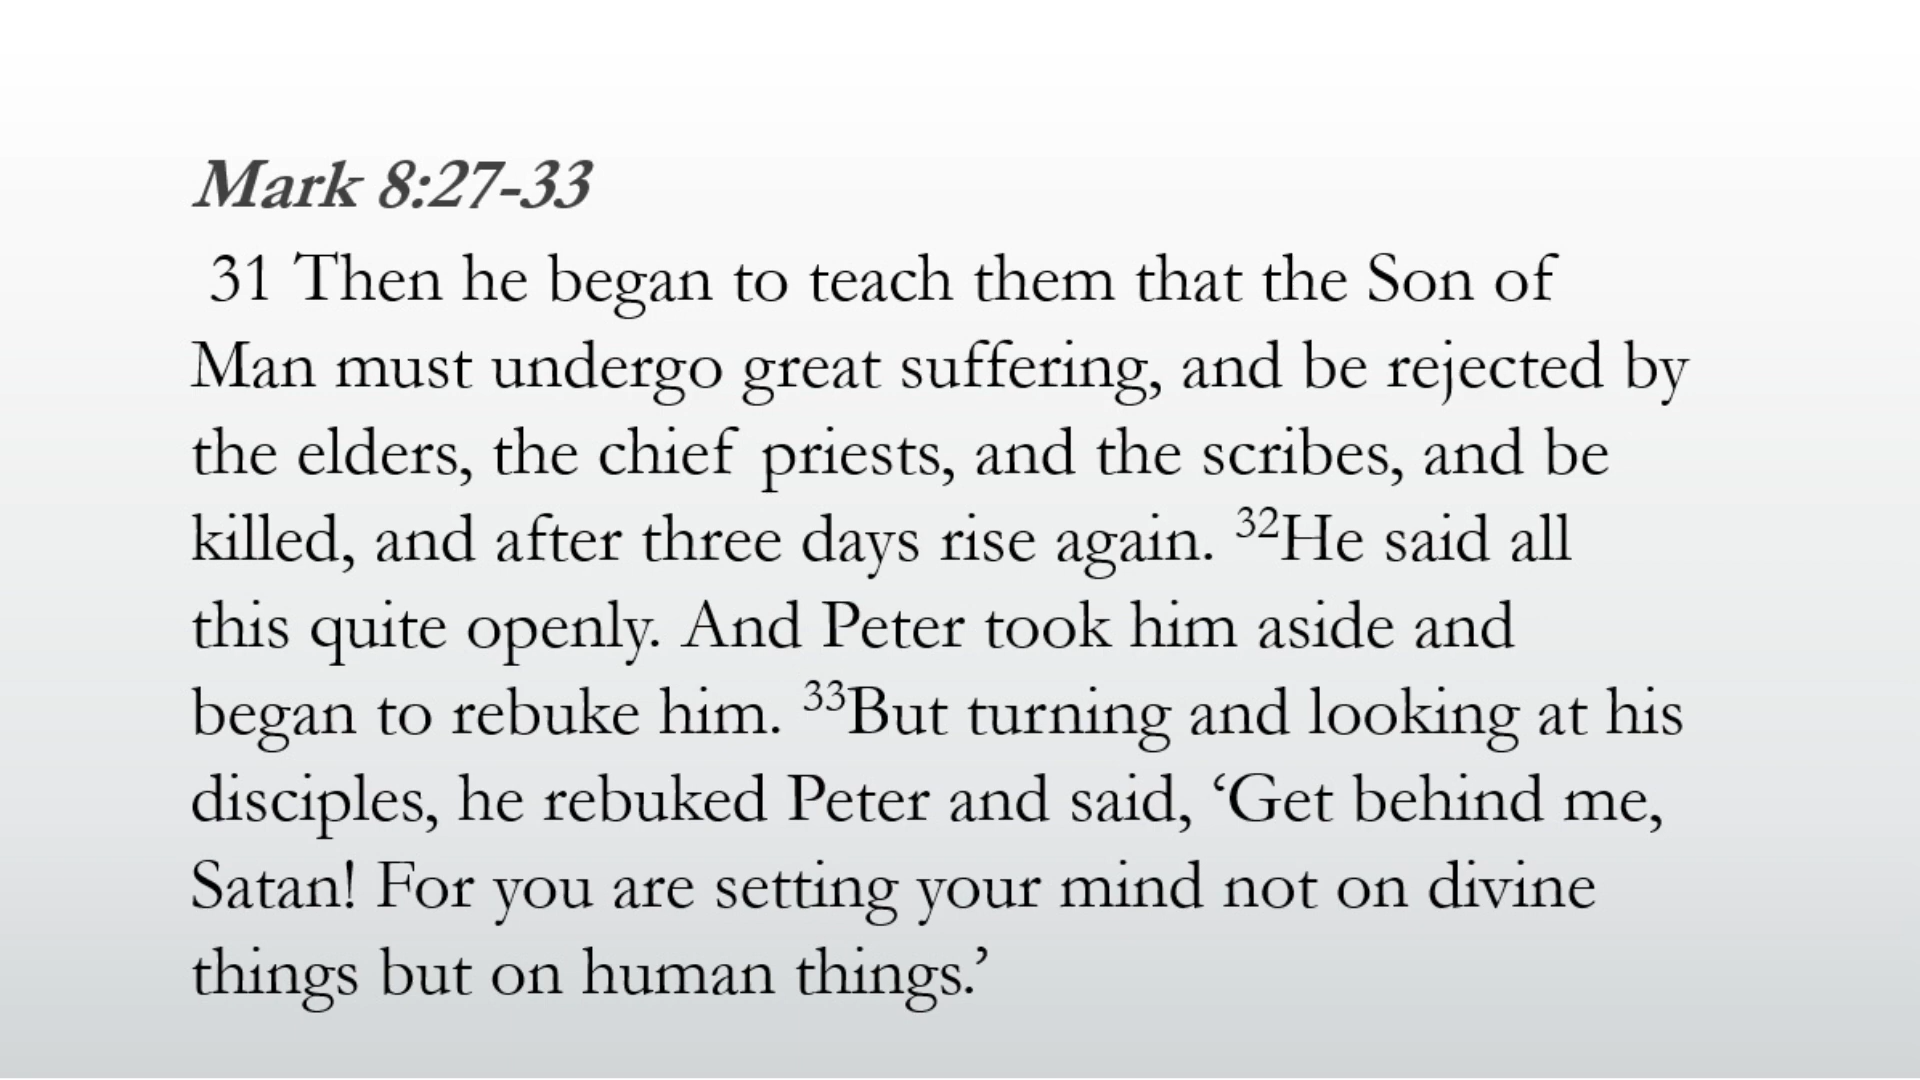 Mark 8:27-33
31 Then he began to teach them that the Son of
Man must undergo great suffering, and be rejected by
the elders, the chief priests, and the scribes, and be
killed, and after three days rise again. 32He said all
this quite openly. And Peter took him aside and
began to rebuke him. 33But turning and looking at his
disciples, he rebuked Peter and said, ‘Get behind me,
Satan! For you are setting your mind not on divine
things but on human things.’